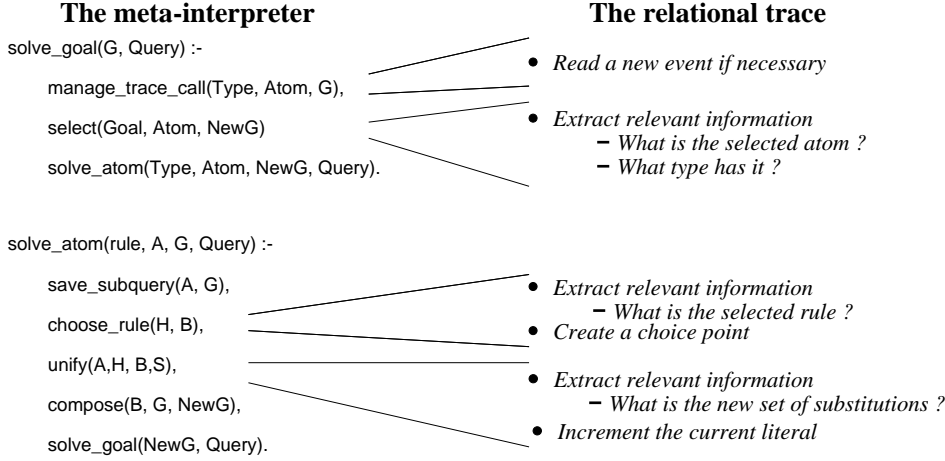 The meta-interpreter
The relational trace
solve_goal(G, Query) :-
manage_trace_call(Type, Atom, G),
select(Goal, Atom, NewG)
solve_atom(Type, Atom, NewG, Query).
• Read a new event if necessary
• Extract relevant information
– What is the selected atom ?
– What type has it ?
solve_atom(rule, A, G, Query) :-
save_subquery(A, G),
choose_rule(H, B),
unify(A,H, B,S),
compose(B, G, NewG),
solve_goal(NewG, Query).
• Extract relevant information
– What is the selected rule ?
• Create a choice point
• Extract relevant information
– What is the new set of substitutions ?
• Increment the current literal